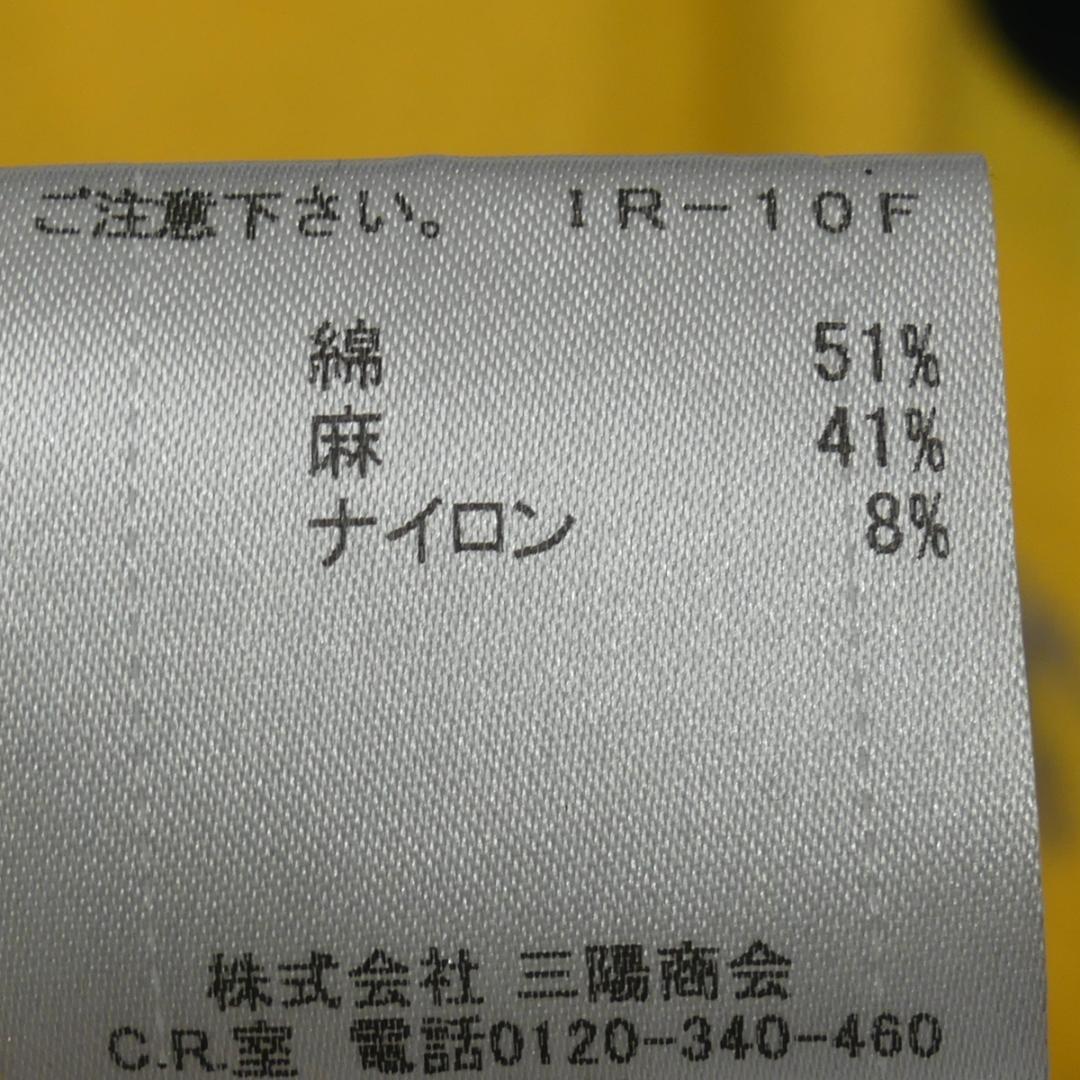 ご注意下さい。 IR-10F
綿 51%
麻 41%
ナイロン 8%
株式会社 三陽商会
C.R.室 電話0120-340-460